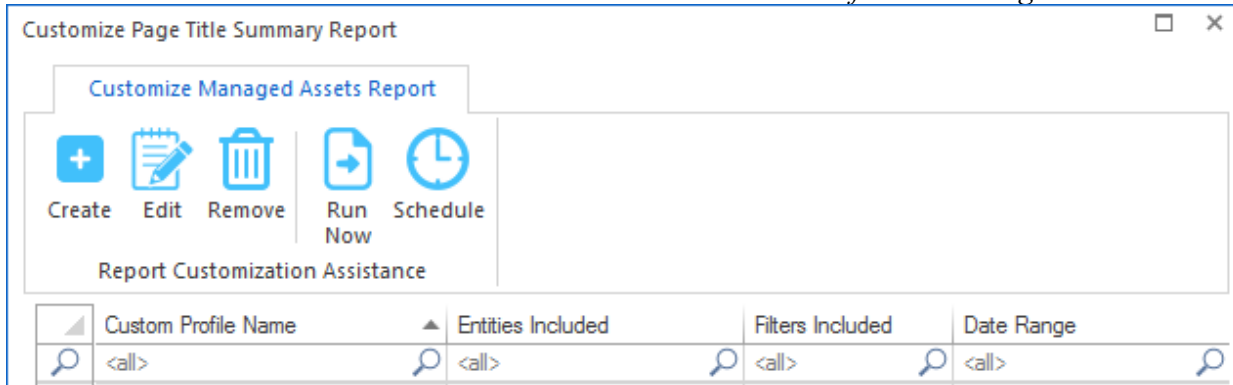 Customize Page Title Summary Report
Customize Managed Assets Report
Create Edit Remove Run Now Schedule
Report Customization Assistance
Custom Profile Name Entities Included Filters Included Date Range
<all> <all> <all> <all>